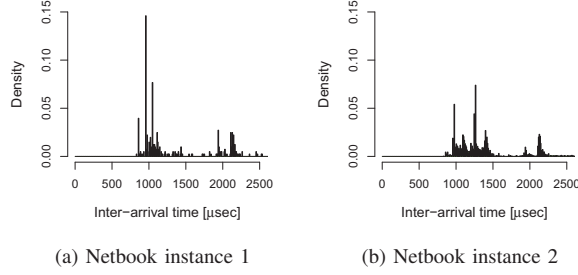 0.15
0.10
0.05
0.00
Density
0 500 1000 1500 2000 2500
Inter−arrival time [μsec]
(a) Netbook instance 1
0.15
0.10
0.05
0.00
Density
0 500 1000 1500 2000 2500
Inter−arrival time [μsec]
(b) Netbook instance 2